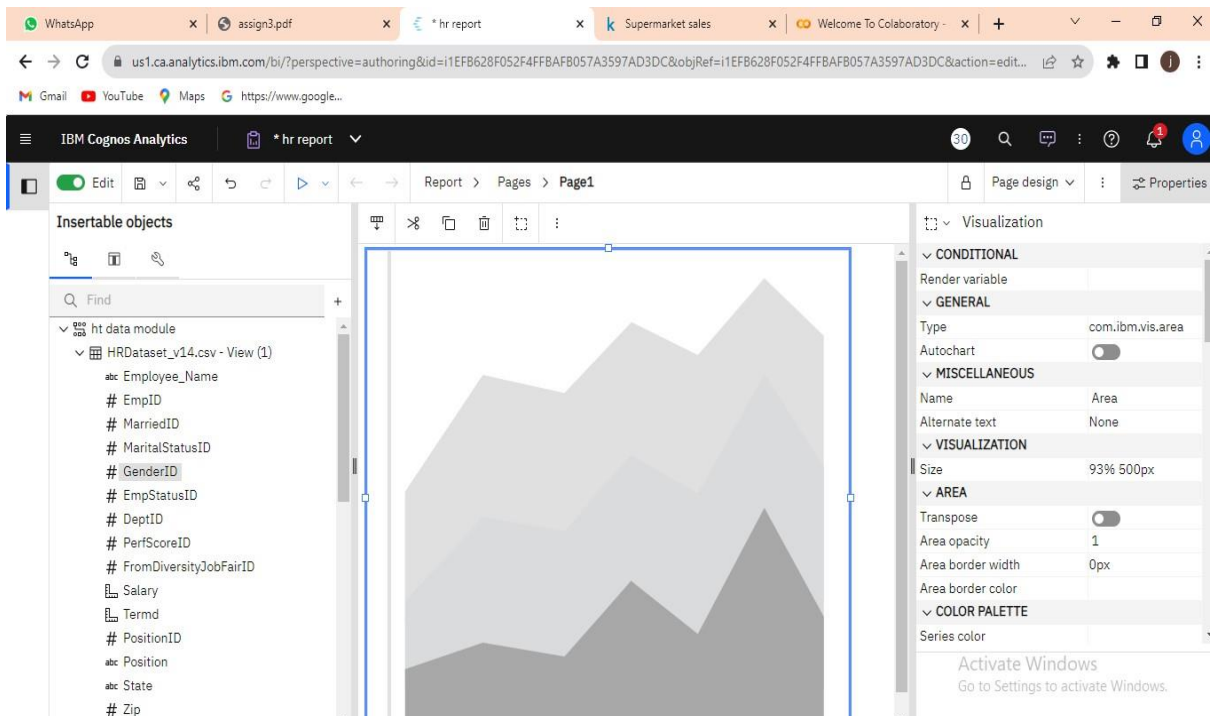 WhatsApp
assign3.pdf
* hr report
Supermarket sales
Welcome To Colaboratory -
us1.ca.analytics.ibm.com/bi/?perspective=authoring&id=i1EFB628F052F4FFBAFB057A3597AD3DC&objRef=i1EFB628F052F4FFBAFB057A3597AD3DC&action=edit...
j
Gmail
YouTube
Maps
https://www.google...
IBM Cognos Analytics
* hr report
30
1
Edit
Report > Pages > Page1
Page design
Properties
Insertable objects
Find
ht data module
HRDataset_v14.csv - View (1)
abc Employee_Name
# EmpID
# MarriedID
# MaritalStatusID
# GenderID
# EmpStatusID
# DeptID
# PerfScoreID
# FromDiversityJobFairID
Salary
Termd
# PositionID
abc Position
abc State
# Zip
Visualization
CONDITIONAL
Render variable
GENERAL
Type com.ibm.vis.area
Autochart
MISCELLANEOUS
Name Area
Alternate text None
VISUALIZATION
Size 93% 500px
AREA
Transpose
Area opacity 1
Area border width 0px
Area border color
COLOR PALETTE
Series color
Activate Windows
Go to Settings to activate Windows.